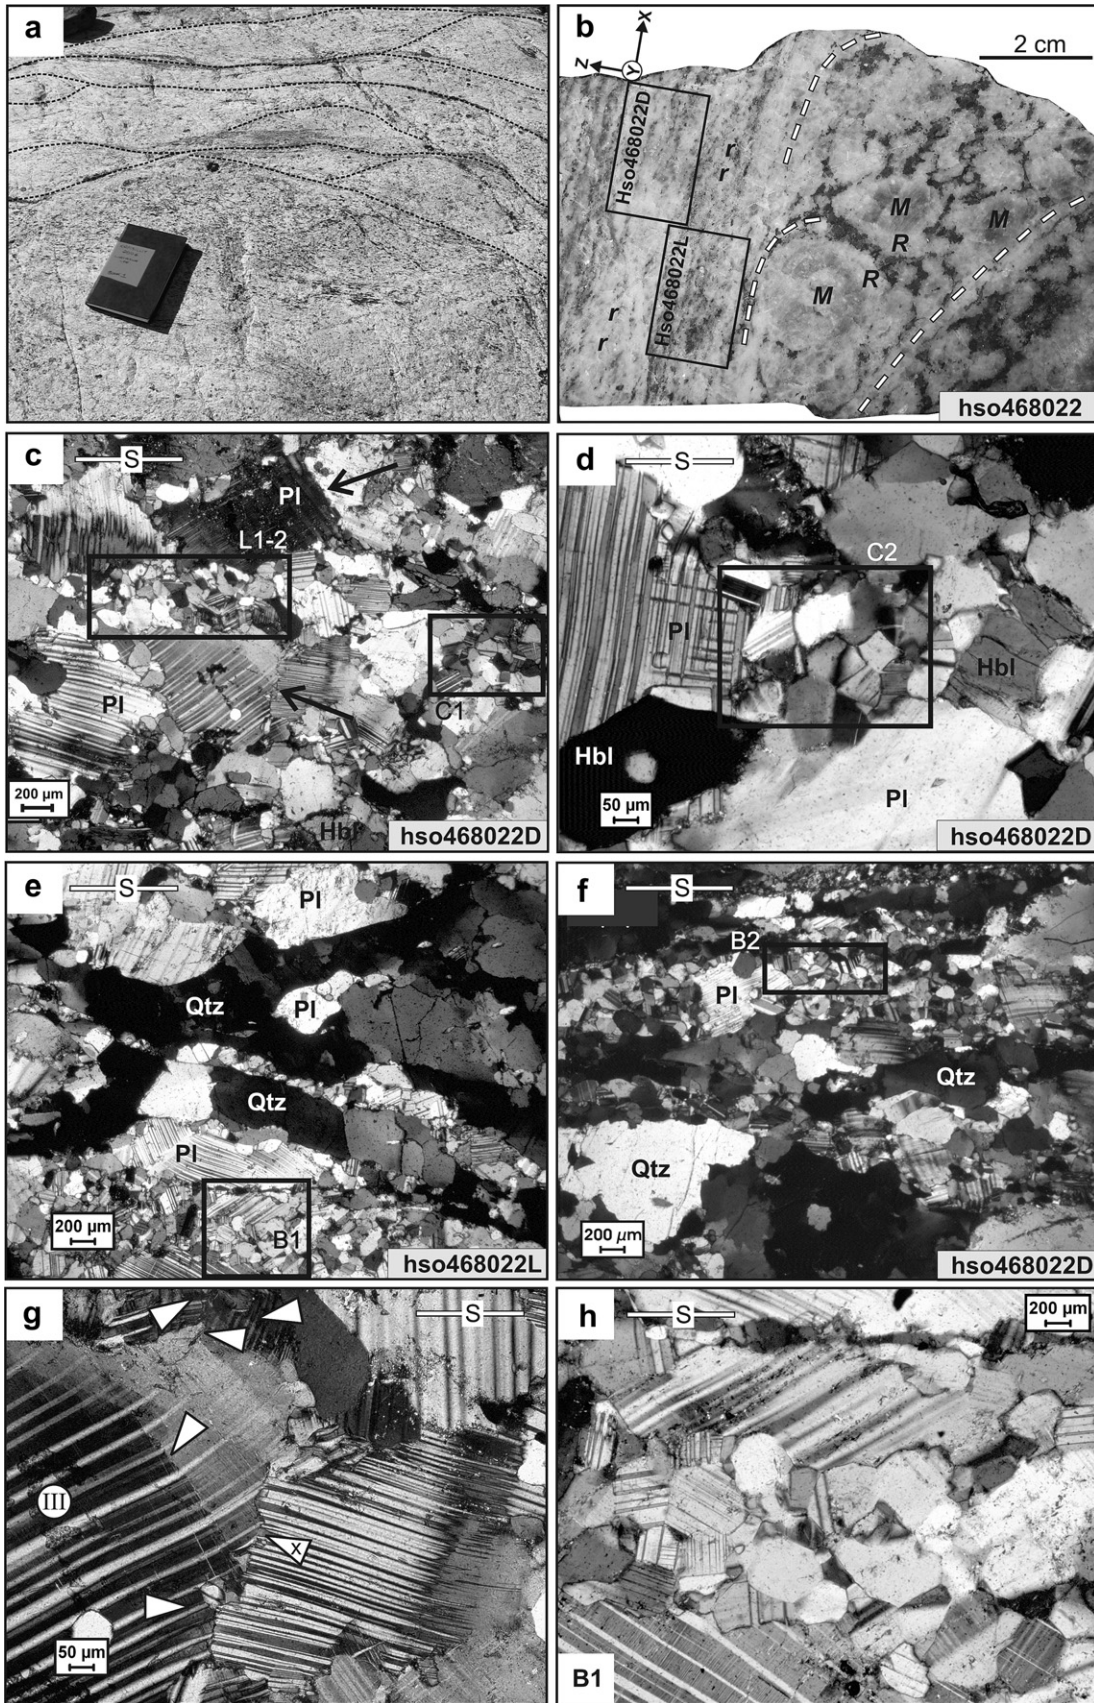 a
b
X
Z
Y
2 cm
Hso468022D
r
r
M
M
R
R
M
r
r
Hso468022L
hso468022
c
S
Pl
L1-2
Pl
C1
200 µm
Hbl
hso468022D
d
S
C2
Pl
Hbl
Hbl
50 µm
Pl
hso468022D
e
S
Pl
Qtz
Pl
Qtz
Pl
200 µm
B1
hso468022L
f
S
B2
Pl
Qtz
Qtz
200 µm
hso468022D
g
S
III
x
50 µm
h
S
200 µm
B1